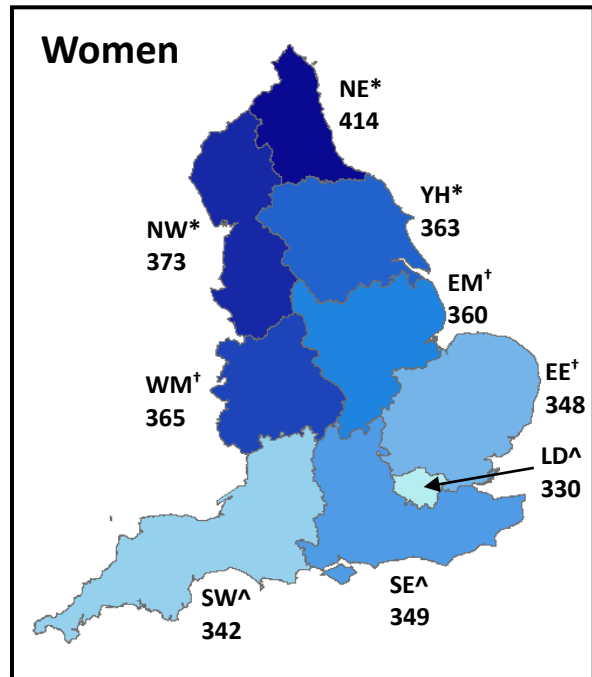 Women
NE*
414
YH*
363
NW*
373
EM†
360
WM†
365
EE†
348
LD^
330
SW^
342
SE^
349